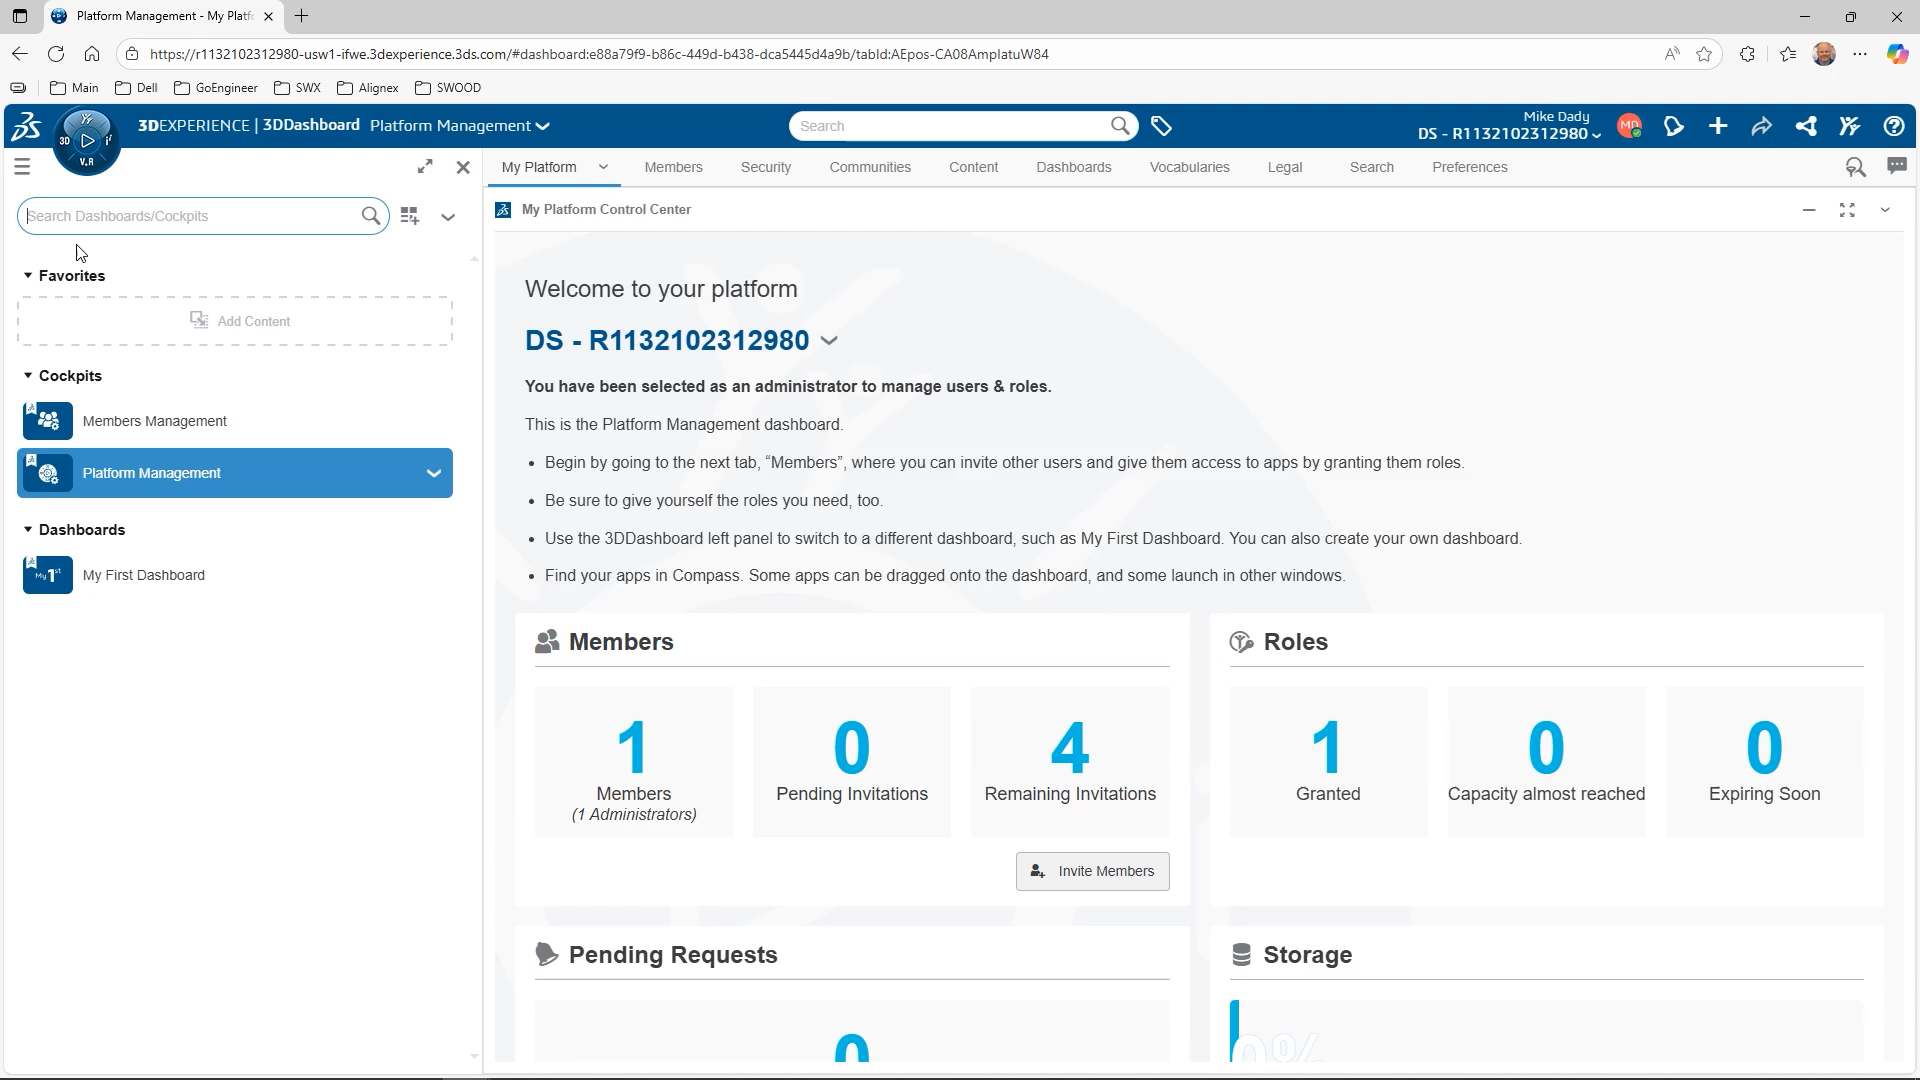 Platform Management - My Platf
https://r1132102312980-usw1-ifwe.3dexperience.3ds.com/#dashboard:e88a79f9-b86c-449d-b438-dca5445d4a9b/tabId:AEpos-CA08AmplatuW84
Main
Dell
GoEngineer
SWX
Alignex
SWOOD
3D
V.R
3DEXPERIENCE | 3DDashboard Platform Management
Search
Mike Dady
DS - R1132102312980
MD
Search Dashboards/Cockpits
Favorites
Add Content
Cockpits
Members Management
Platform Management
Dashboards
My 1st
My First Dashboard
My Platform
Members
Security
Communities
Content
Dashboards
Vocabularies
Legal
Search
Preferences
My Platform Control Center
Welcome to your platform
DS - R1132102312980
You have been selected as an administrator to manage users & roles.
This is the Platform Management dashboard.
• Begin by going to the next tab, “Members”, where you can invite other users and give them access to apps by granting them roles.
• Be sure to give yourself the roles you need, too.
• Use the 3DDashboard left panel to switch to a different dashboard, such as My First Dashboard. You can also create your own dashboard.
• Find your apps in Compass. Some apps can be dragged onto the dashboard, and some launch in other windows.
Members
1
Members
(1 Administrators)
0
Pending Invitations
4
Remaining Invitations
Invite Members
Roles
1
Granted
0
Capacity almost reached
0
Expiring Soon
Pending Requests
0
Storage
0%